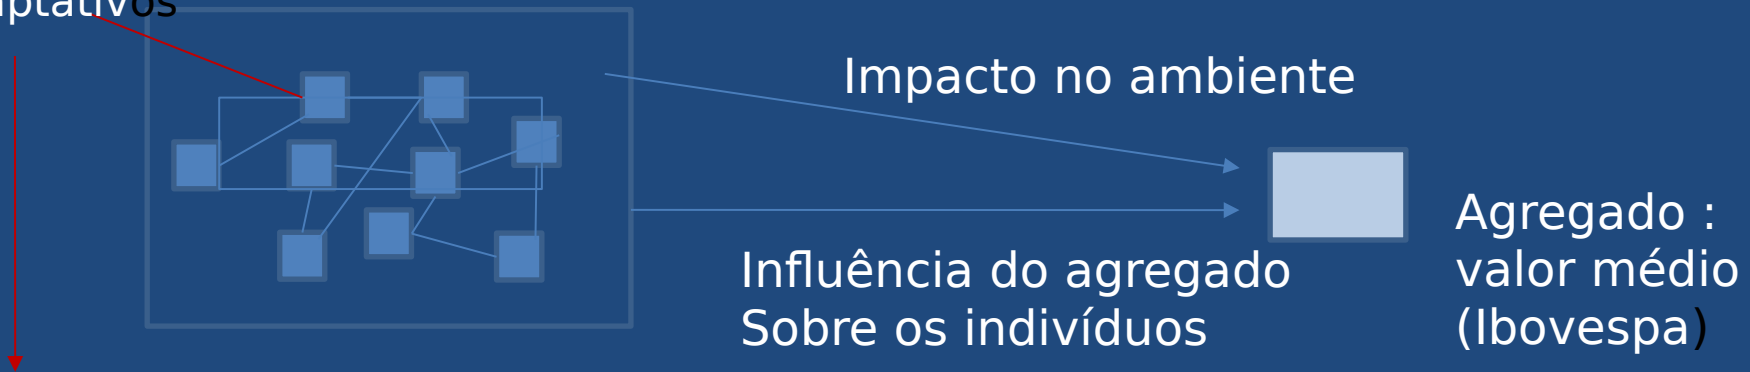 Impacto no ambiente
Agregado :
valor médio
(Ibovespa)
Influência do agregado
Sobre os indivíduos